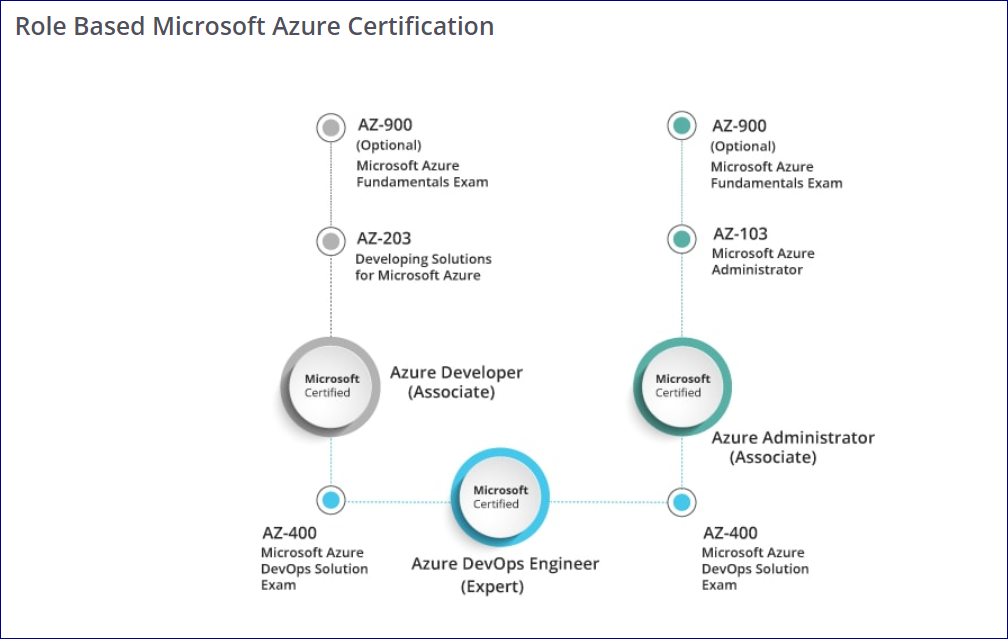 Role Based Microsoft Azure Certification
AZ-900
(Optional)
Microsoft Azure
Fundamentals Exam
AZ-900
(Optional)
Microsoft Azure
Fundamentals Exam
AZ-203
Developing Solutions
for Microsoft Azure
AZ-103
Microsoft Azure
Administrator
Microsoft
Certified
Azure Developer
(Associate)
Microsoft
Certified
Azure Administrator
(Associate)
Microsoft
Certified
Azure DevOps Engineer
(Expert)
AZ-400
Microsoft Azure
DevOps Solution
Exam
AZ-400
Microsoft Azure
DevOps Solution
Exam